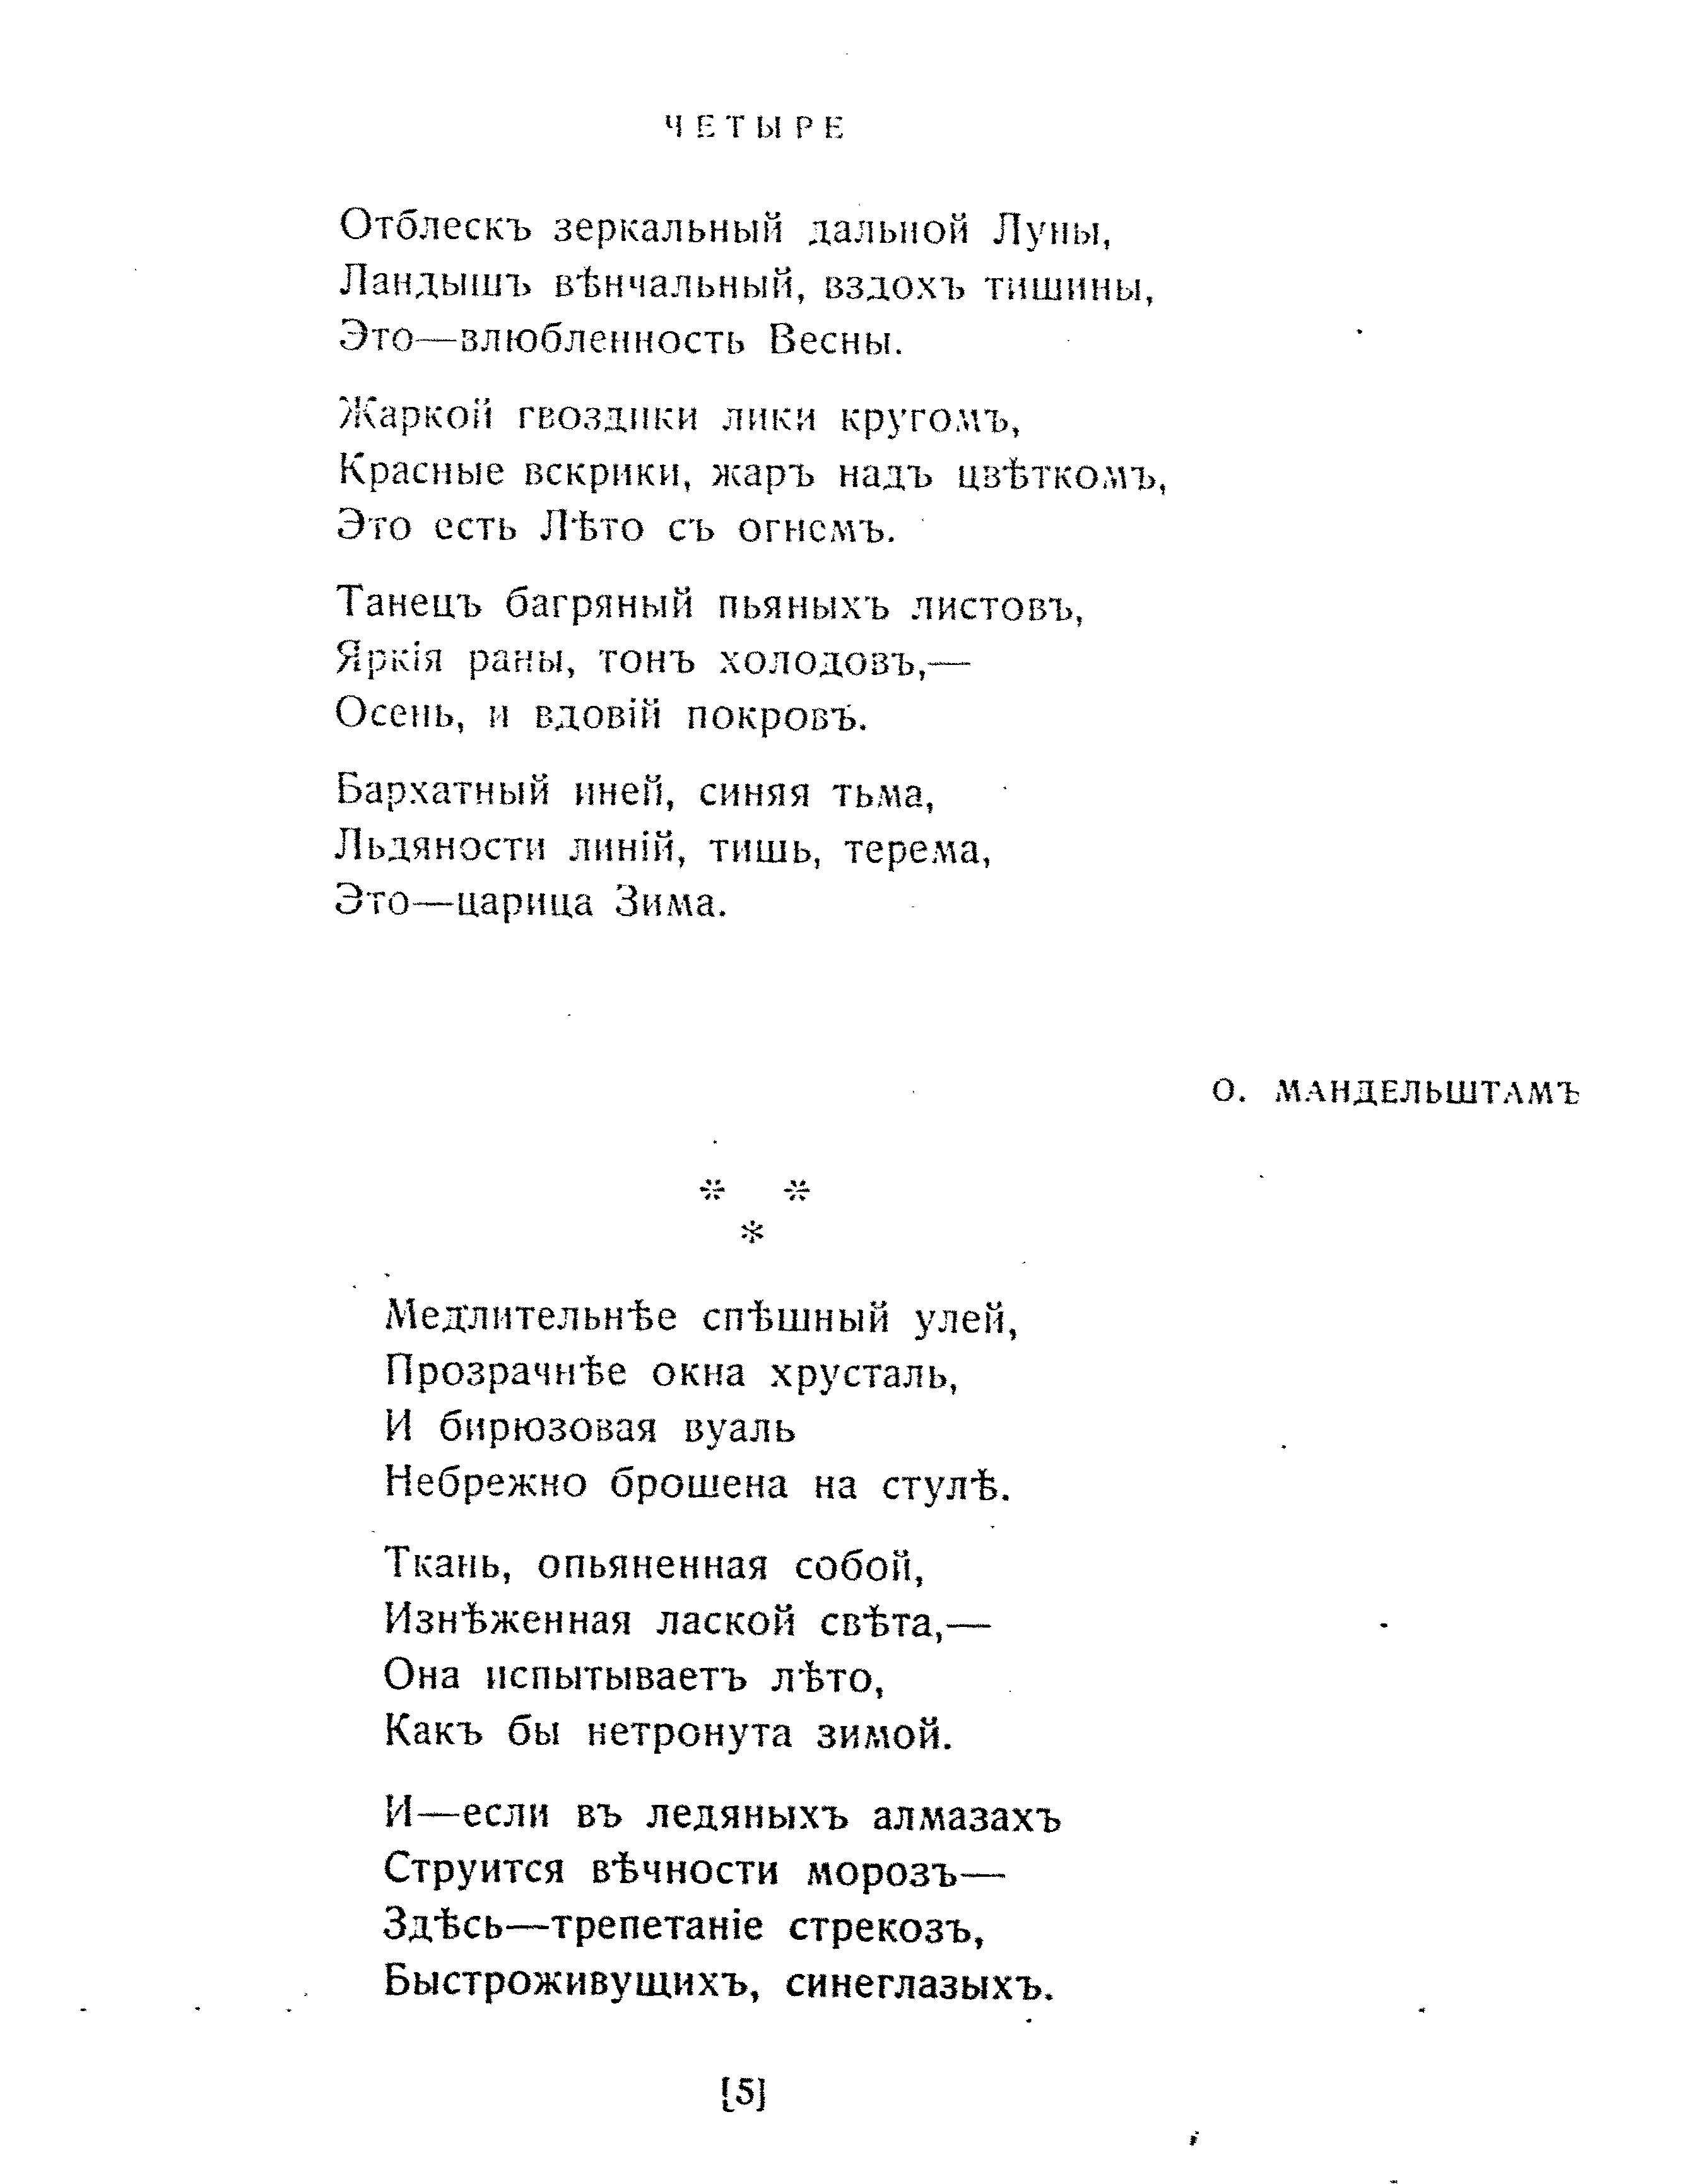 ЧЕТЫРЕ
Отблескъ зеркальный дальной Луны,
Ландышъ вѣнчальный, вздохъ тишины,
Это—влюбленность Весны.
Жаркой гвоздики лики кругомъ,
Красные вскрики, жаръ надъ цвѣткомъ,
Это есть Лѣто съ огнемъ.
Танецъ багряный пьяныхъ листовъ,
Яркія раны, тонъ холодовъ,—
Осень, и вдовій покровъ.
Бархатный иней, синяя тьма,
Льдяности линій, тишь, терема,
Это—царица Зима.
О. МАНДЕЛЬШТАМЪ
* *
*
Медлительнѣе спѣшный улей,
Прозрачнѣе окна хрусталь,
И бирюзовая вуаль
Небрежно брошена на стулѣ.
Ткань, опьяненная собой,
Изнѣженная лаской свѣта,—
Она испытываетъ лѣто,
Какъ бы нетронута зимой.
И—если въ ледяныхъ алмазахъ
Струится вѣчности морозъ—
Здѣсь—трепетаніе стрекозъ,
Быстроживущихъ, синеглазыхъ.
[5]